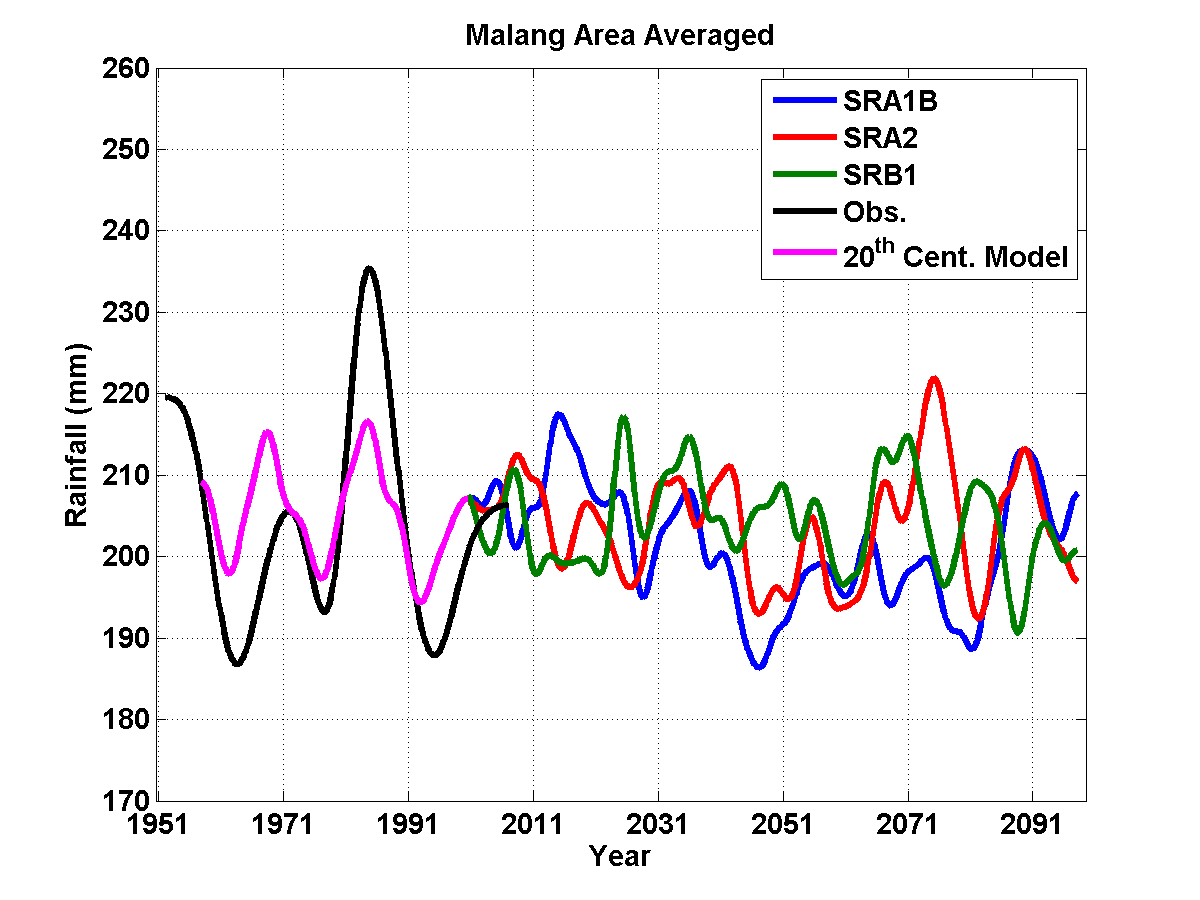 Malang Area Averaged
260
250
240
230
220
210
200
190
180
170
Rainfall (mm)
SRA1B
SRA2
SRB1
Obs.
20th Cent. Model
1951 1971 1991 2011 2031 2051 2071 2091
Year